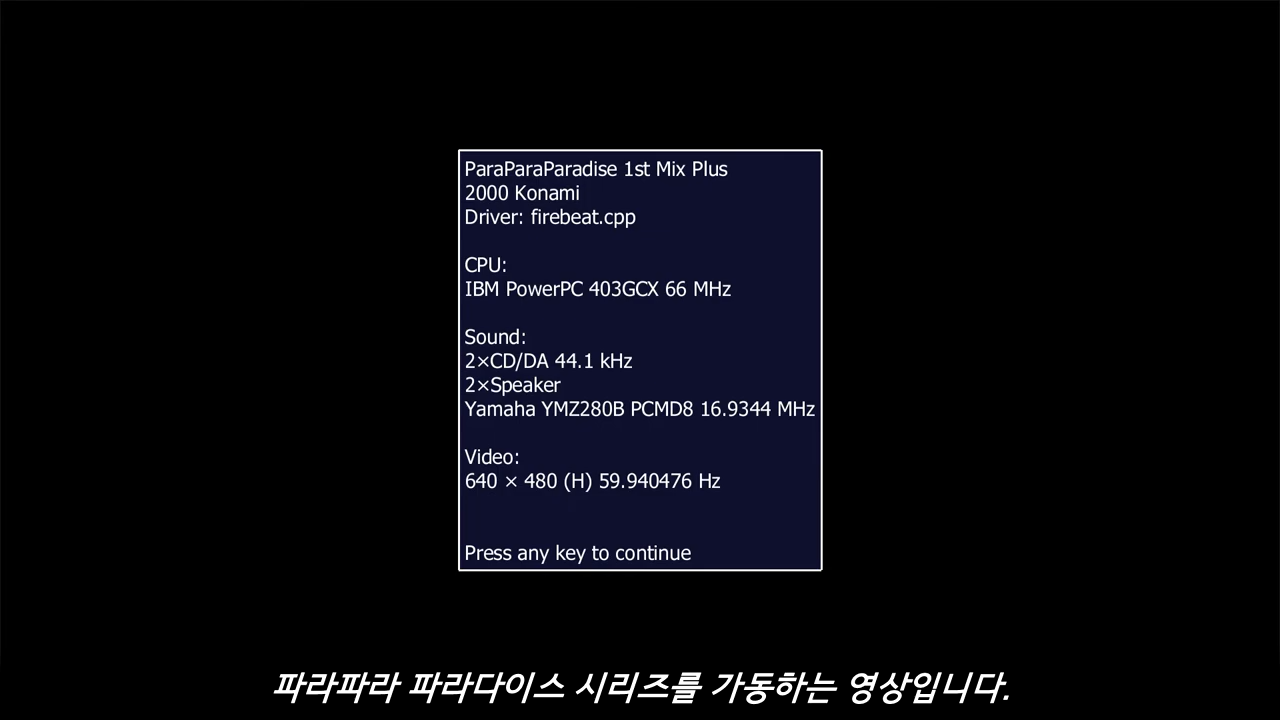 ParaParaParadise 1st Mix Plus
2000 Konami
Driver: firebeat.cpp
CPU:
IBM PowerPC 403GCX 66 MHz
Sound:
2×CD/DA 44.1 kHz
2×Speaker
Yamaha YMZ280B PCMD8 16.9344 MHz
Video:
640 × 480 (H) 59.940476 Hz
Press any key to continue
파라파라 파라다이스 시리즈를 가동하는 영상입니다.